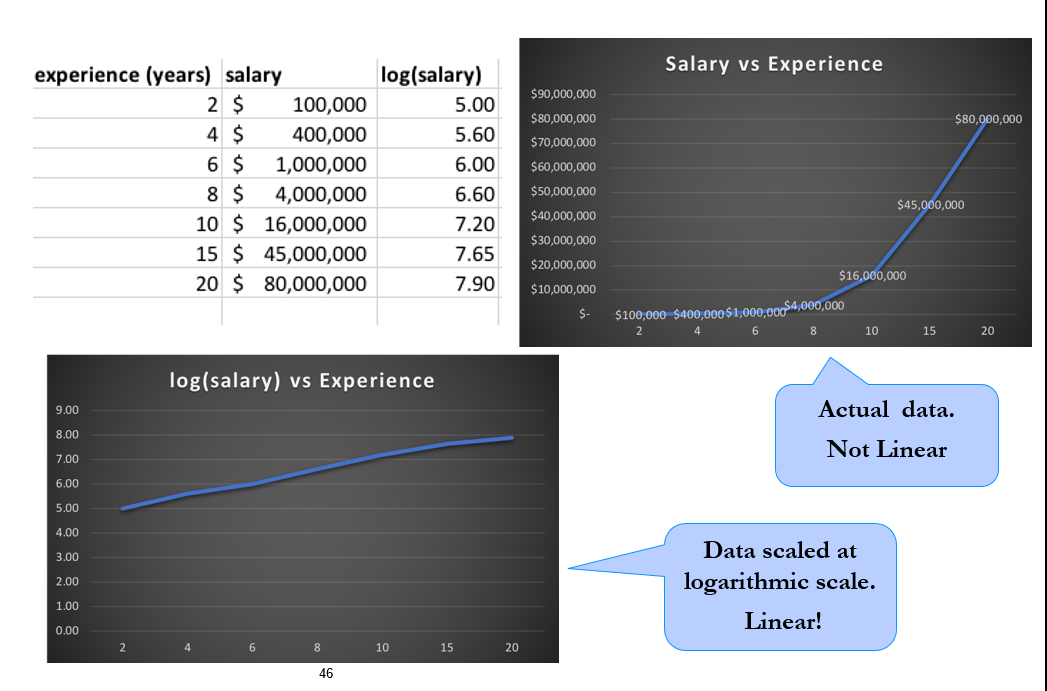 experience (years) salary log(salary)
2 $ 100,000 5.00
4 $ 400,000 5.60
6 $ 1,000,000 6.00
8 $ 4,000,000 6.60
10 $ 16,000,000 7.20
15 $ 45,000,000 7.65
20 $ 80,000,000 7.90
Salary vs Experience
$90,000,000
$80,000,000
$70,000,000
$60,000,000
$50,000,000
$40,000,000
$30,000,000
$20,000,000
$10,000,000
$-
$100,000 $400,000 $1,000,000 $4,000,000 $16,000,000 $45,000,000 $80,000,000
2 4 6 8 10 15 20
Actual data.
Not Linear
log(salary) vs Experience
9.00
8.00
7.00
6.00
5.00
4.00
3.00
2.00
1.00
0.00
2 4 6 8 10 15 20
Data scaled at
logarithmic scale.
Linear!
46